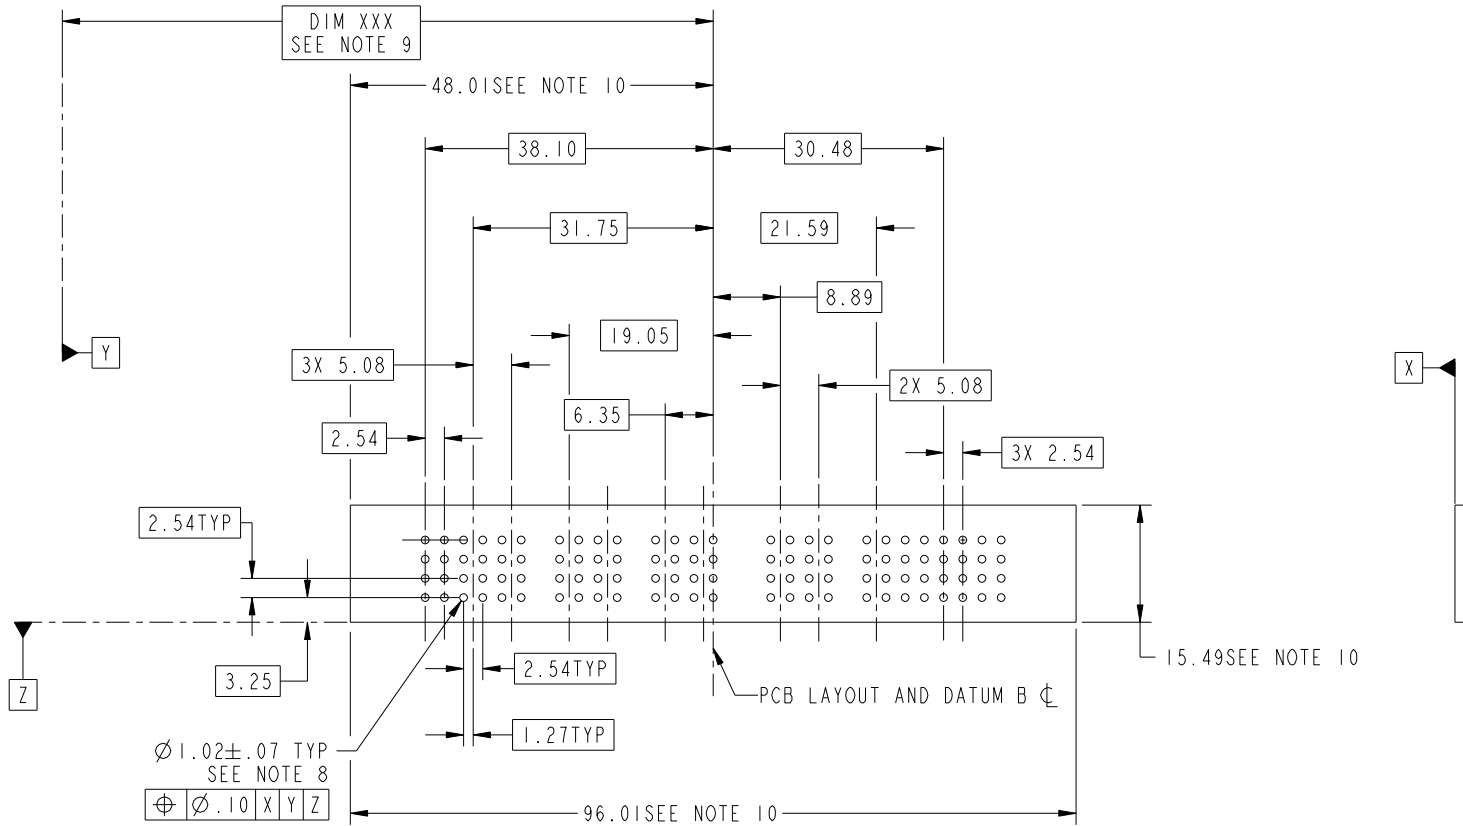 DIM XXX
SEE NOTE 9
48.01SEE NOTE 10
38.10
30.48
31.75
21.59
8.89
19.05
Y
3X 5.08
X
2X 5.08
6.35
2.54
3X 2.54
2.54TYP
15.49SEE NOTE 10
2.54TYP
3.25
Z
PCB LAYOUT AND DATUM B ℄
1.27TYP
Ø1.02±.07 TYP
SEE NOTE 8
⌖ Ø.10 X Y Z
96.01SEE NOTE 10